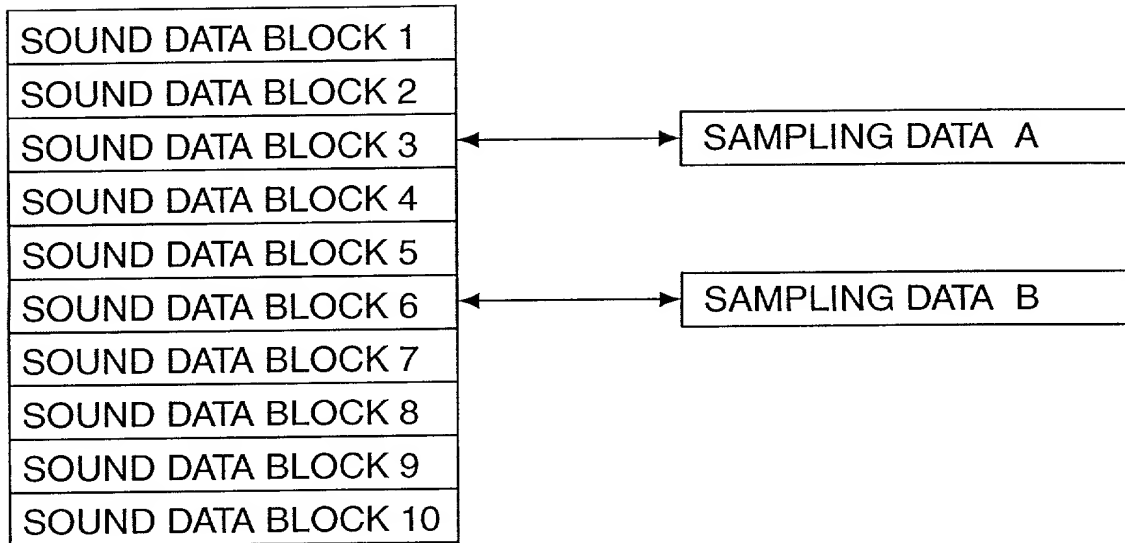 SOUND DATA BLOCK 1
SOUND DATA BLOCK 2
SOUND DATA BLOCK 3
SAMPLING DATA A
SOUND DATA BLOCK 4
SOUND DATA BLOCK 5
SOUND DATA BLOCK 6
SAMPLING DATA B
SOUND DATA BLOCK 7
SOUND DATA BLOCK 8
SOUND DATA BLOCK 9
SOUND DATA BLOCK 10